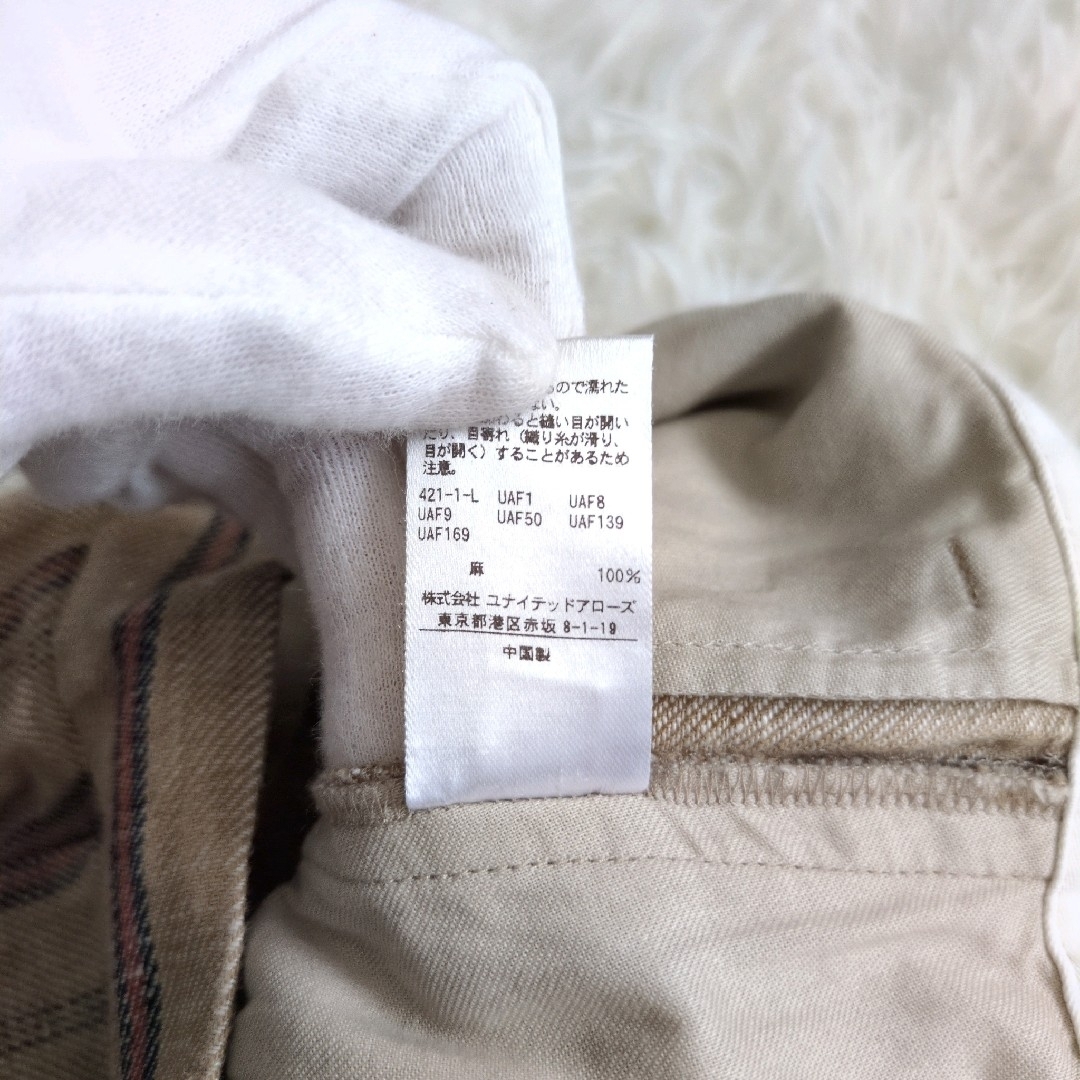 ので濡れた
ない。
ると縫い目が開い
たり、目寄れ（織り糸が滑り、
目が開く）することがあるため
注意。
421-1-L UAF1 UAF8
UAF9 UAF50 UAF139
UAF169
麻 100%
株式会社 ユナイテッドアローズ
東京都港区赤坂 8-1-19
中国製